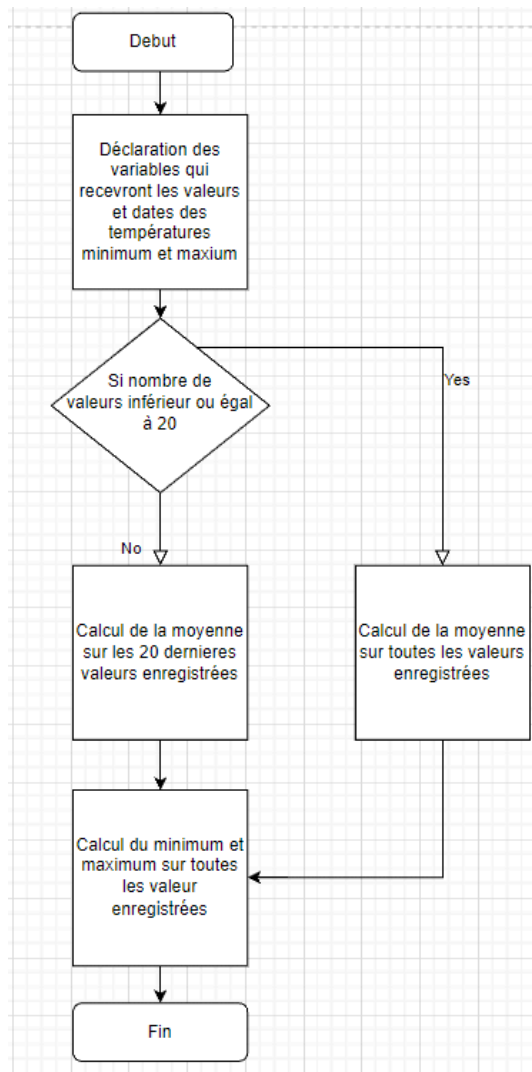 Debut
Déclaration des
variables qui
recevront les valeurs
et dates des
températures
minimum et maxium
Si nombre de
valeurs inférieur ou égal
à 20
Yes
No
Calcul de la moyenne
sur les 20 dernieres
valeurs enregistrées
Calcul de la moyenne
sur toutes les valeurs
enregistrées
Calcul du minimum et
maximum sur toutes
les valeur
enregistrées
Fin